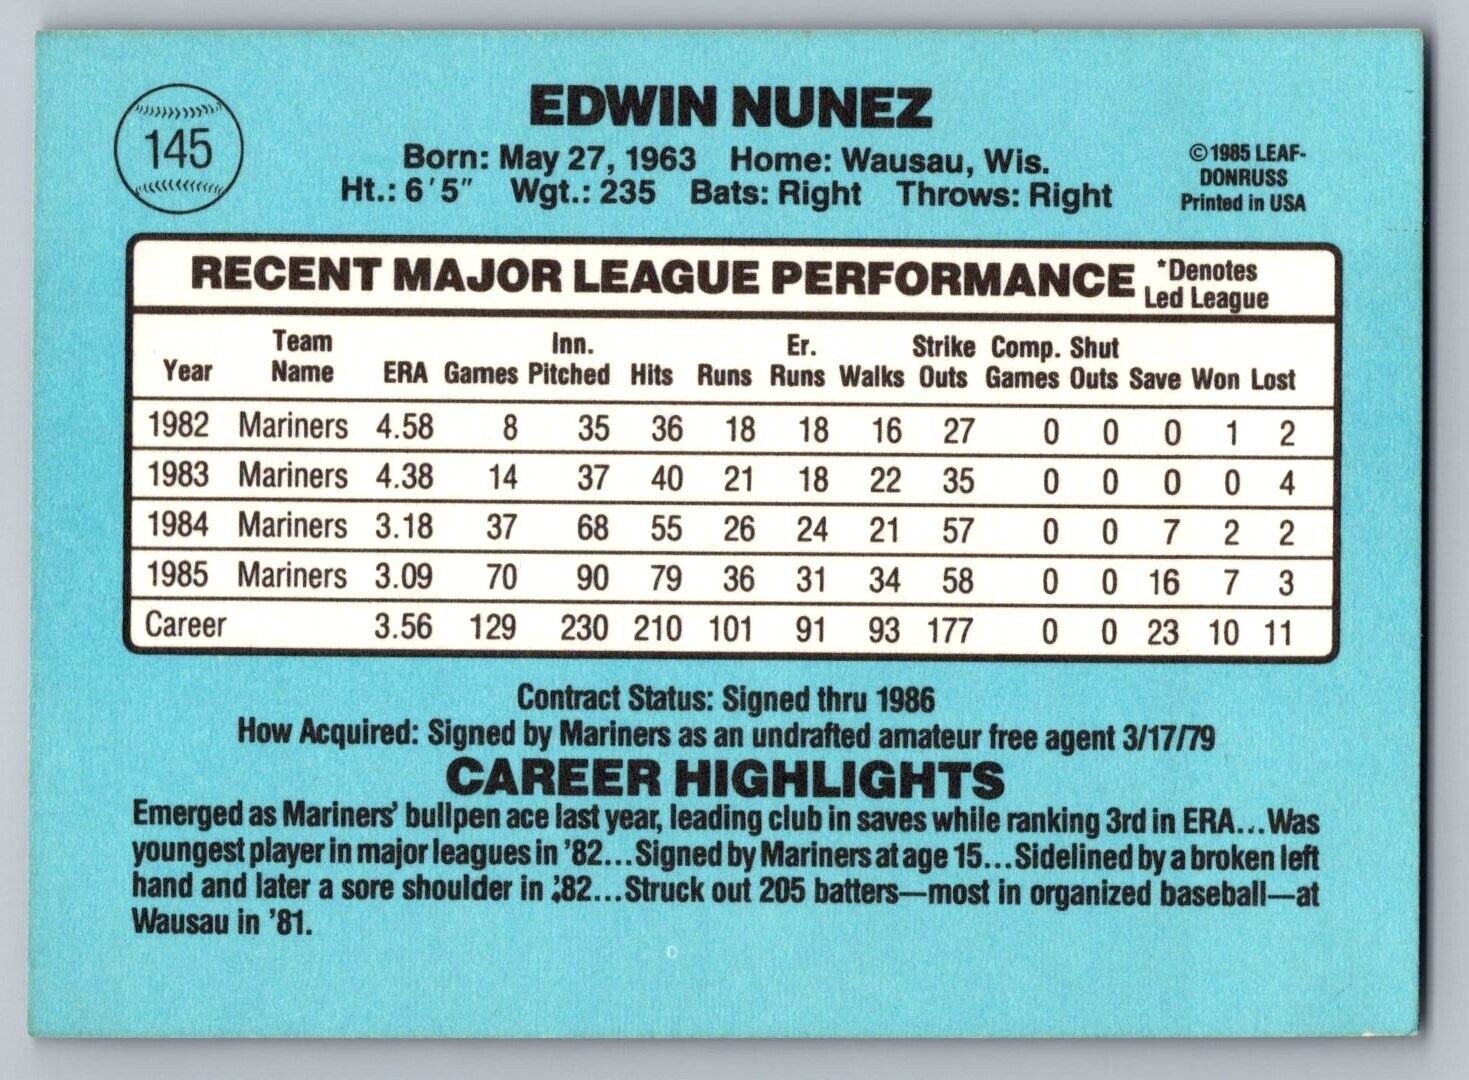 145
EDWIN NUNEZ
Born: May 27, 1963 Home: Wausau, Wis.
Ht.: 6'5" Wgt.: 235 Bats: Right Throws: Right
©1985 LEAF-
DONRUSS
Printed in USA
RECENT MAJOR LEAGUE PERFORMANCE *Denotes
Led League
Year Team Name ERA Games Inn. Pitched Hits Runs Er. Runs Walks Strike Outs Comp. Games Shut Outs Save Won Lost
1982 Mariners 4.58 8 35 36 18 18 16 27 0 0 0 1 2
1983 Mariners 4.38 14 37 40 21 18 22 35 0 0 0 0 4
1984 Mariners 3.18 37 68 55 26 24 21 57 0 0 7 2 2
1985 Mariners 3.09 70 90 79 36 31 34 58 0 0 16 7 3
Career 3.56 129 230 210 101 91 93 177 0 0 23 10 11
Contract Status: Signed thru 1986
How Acquired: Signed by Mariners as an undrafted amateur free agent 3/17/79
CAREER HIGHLIGHTS
Emerged as Mariners' bullpen ace last year, leading club in saves while ranking 3rd in ERA...Was
youngest player in major leagues in '82...Signed by Mariners at age 15...Sidelined by a broken left
hand and later a sore shoulder in '82...Struck out 205 batters—most in organized baseball—at
Wausau in '81.